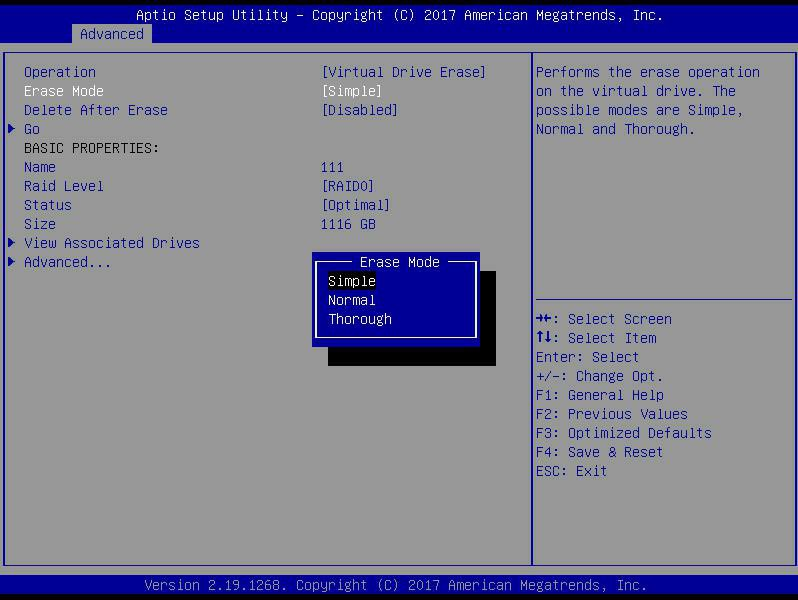 Aptio Setup Utility – Copyright (C) 2017 American Megatrends, Inc.
Advanced
Operation [Virtual Drive Erase]
Erase Mode [Simple]
Delete After Erase [Disabled]
Go
BASIC PROPERTIES:
Name 111
Raid Level [RAID0]
Status [Optimal]
Size 1116 GB
View Associated Drives
Advanced...
Erase Mode
Simple
Normal
Thorough
Performs the erase operation
on the virtual drive. The
possible modes are Simple,
Normal and Thorough.
→←: Select Screen
↑↓: Select Item
Enter: Select
+/-: Change Opt.
F1: General Help
F2: Previous Values
F3: Optimized Defaults
F4: Save & Reset
ESC: Exit
Version 2.19.1268. Copyright (C) 2017 American Megatrends, Inc.